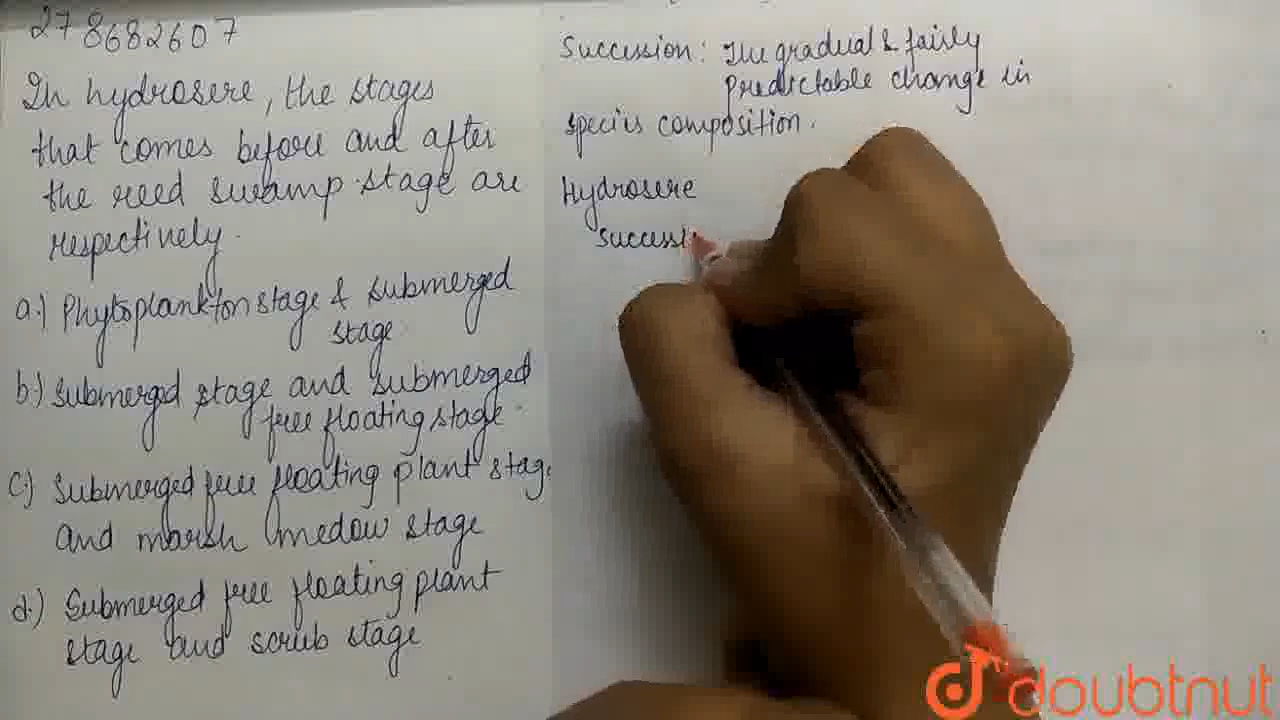 278682607
In hydrosere, the stages
that comes before and after
the reed swamp stage are
respectively.
a.) Phytoplankton stage & submerged
stage
b.) Submerged stage and submerged
free floating stage.
c.) Submerged free floating plant stage
and marsh medow stage
d.) Submerged free floating plant
stage and scrub stage
Succession: The gradual & fairly
Predictable change in
species composition.
Hydrosere
Successi
doubtnut